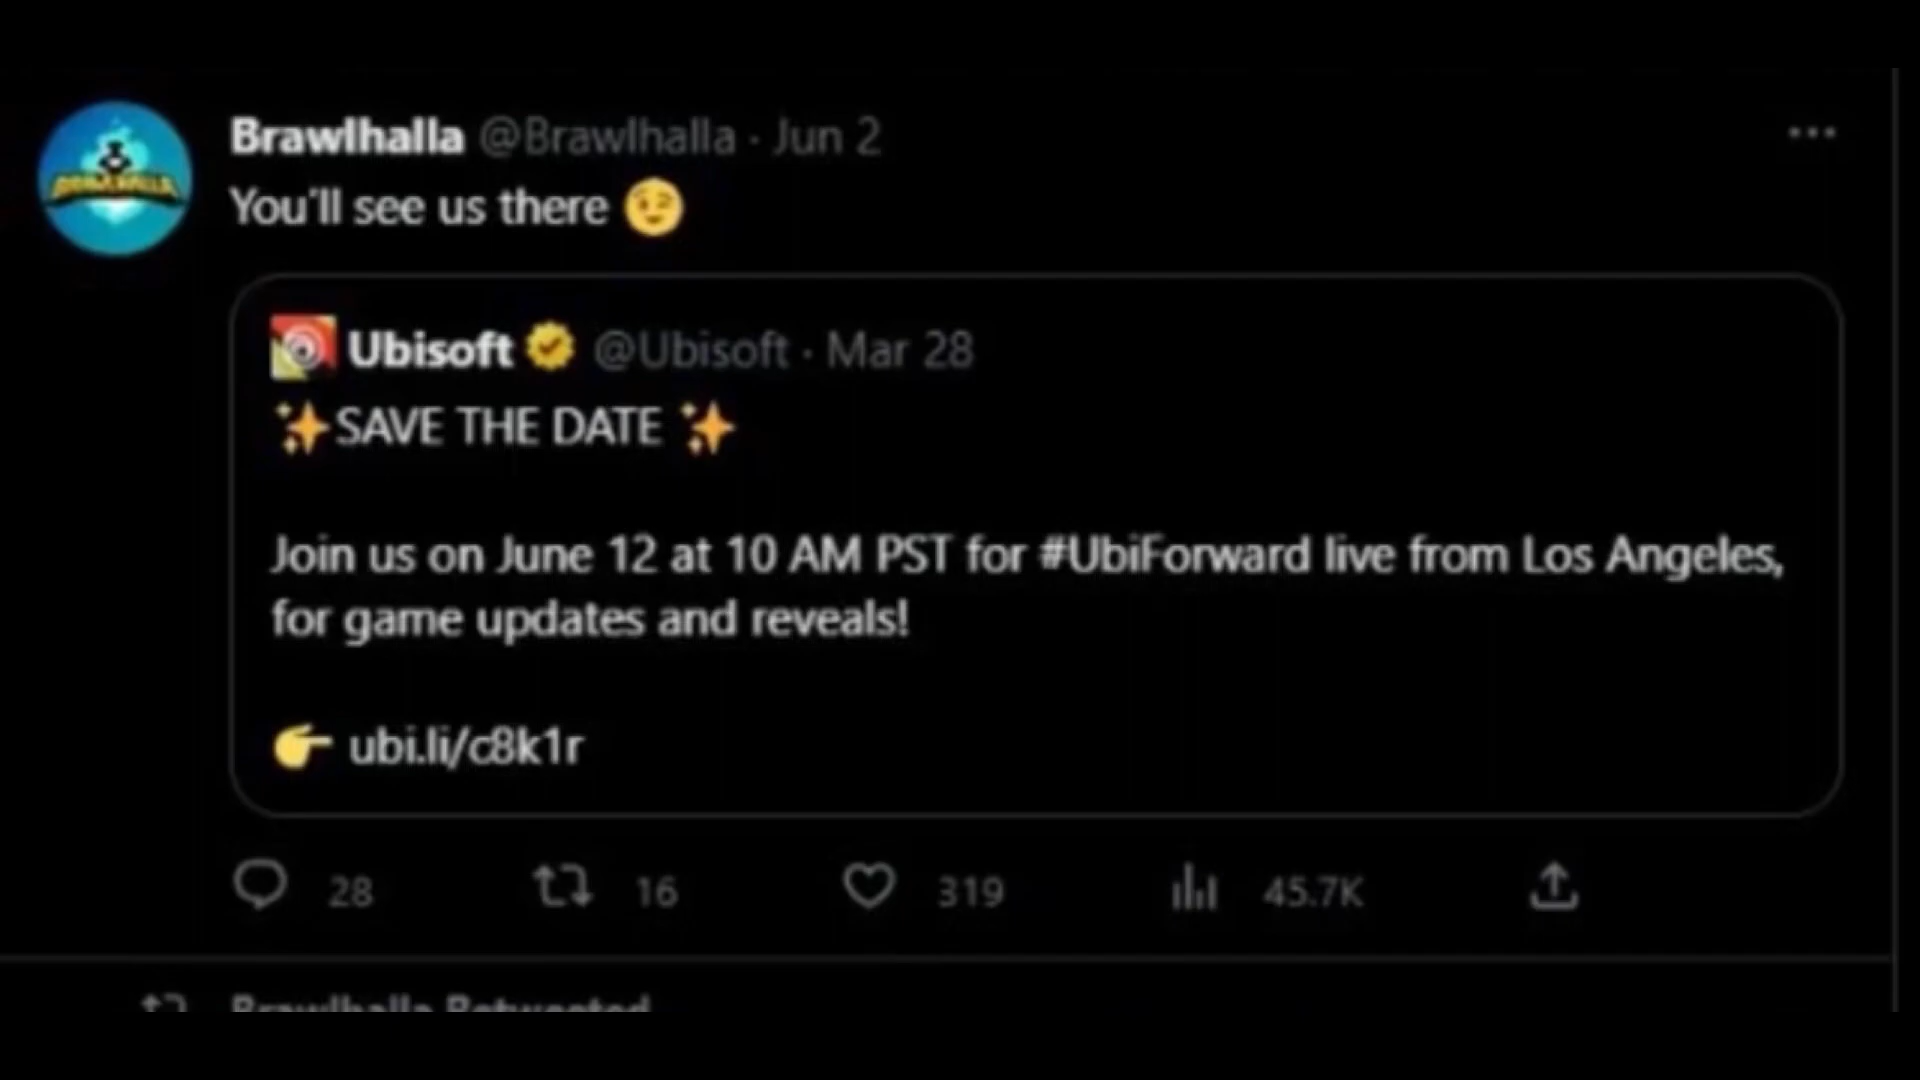 Brawlhalla @Brawlhalla · Jun 2
You'll see us there 😉
Ubisoft @Ubisoft · Mar 28
✨SAVE THE DATE ✨
Join us on June 12 at 10 AM PST for #UbiForward live from Los Angeles,
for game updates and reveals!
👉 ubi.li/c8k1r
28 16 319 45.7K
Brawlhalla Retweeted